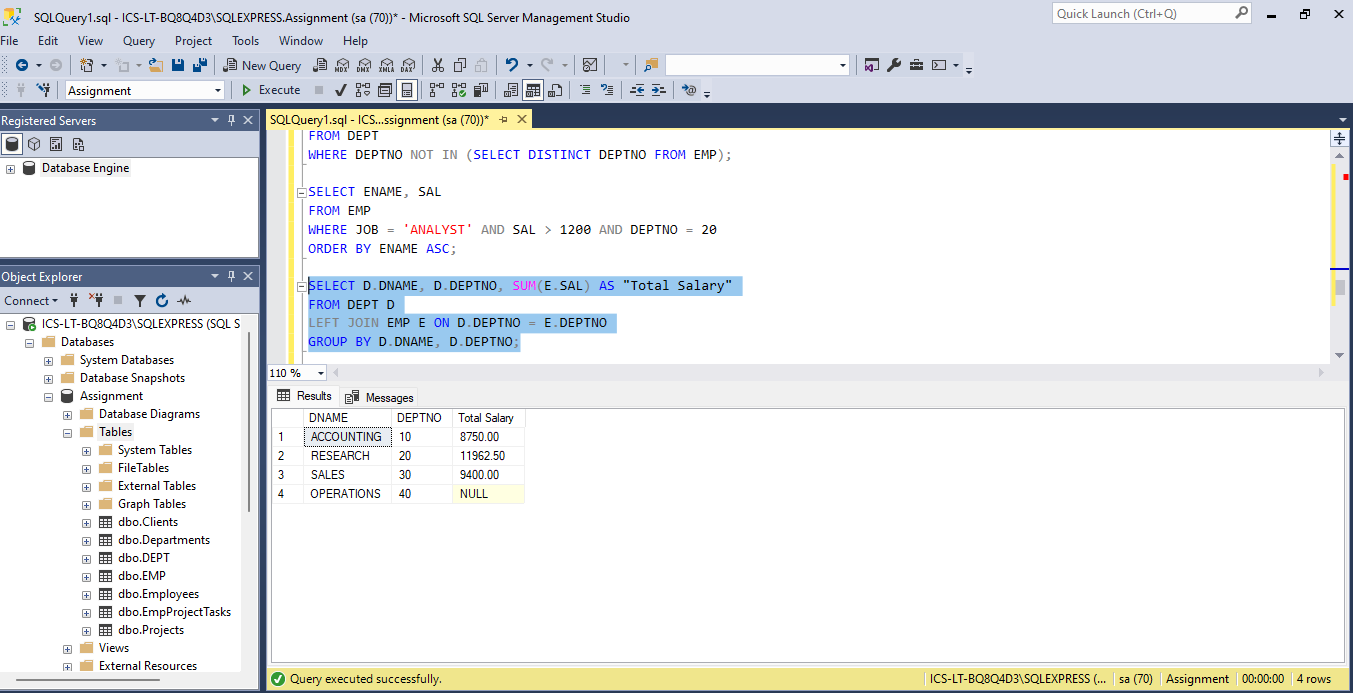 SQLQuery1.sql - ICS-LT-BQ8Q4D3\SQLEXPRESS.Assignment (sa (70))* - Microsoft SQL Server Management Studio
Quick Launch (Ctrl+Q)
File Edit View Query Project Tools Window Help
New Query
MDX DMX XMLA DAX
Assignment
Execute
Registered Servers
Database Engine
Object Explorer
Connect
ICS-LT-BQ8Q4D3\SQLEXPRESS (SQL S
Databases
System Databases
Database Snapshots
Assignment
Database Diagrams
Tables
System Tables
FileTables
External Tables
Graph Tables
dbo.Clients
dbo.Departments
dbo.DEPT
dbo.EMP
dbo.Employees
dbo.EmpProjectTasks
dbo.Projects
Views
External Resources
SQLQuery1.sql - ICS...ssignment (sa (70))*
FROM DEPT
WHERE DEPTNO NOT IN (SELECT DISTINCT DEPTNO FROM EMP);
SELECT ENAME, SAL
FROM EMP
WHERE JOB = 'ANALYST' AND SAL > 1200 AND DEPTNO = 20
ORDER BY ENAME ASC;
SELECT D.DNAME, D.DEPTNO, SUM(E.SAL) AS "Total Salary"
FROM DEPT D
LEFT JOIN EMP E ON D.DEPTNO = E.DEPTNO
GROUP BY D.DNAME, D.DEPTNO;
110 %
Results Messages
DNAME DEPTNO Total Salary
1 ACCOUNTING 10 8750.00
2 RESEARCH 20 11962.50
3 SALES 30 9400.00
4 OPERATIONS 40 NULL
Query executed successfully.
ICS-LT-BQ8Q4D3\SQLEXPRESS (... sa (70) Assignment 00:00:00 4 rows